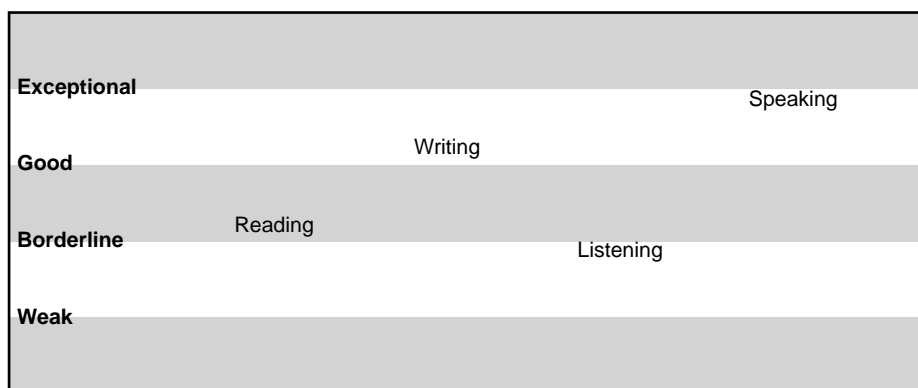 Exceptional
Speaking
Writing
Good
Reading
Borderline
Listening
Weak